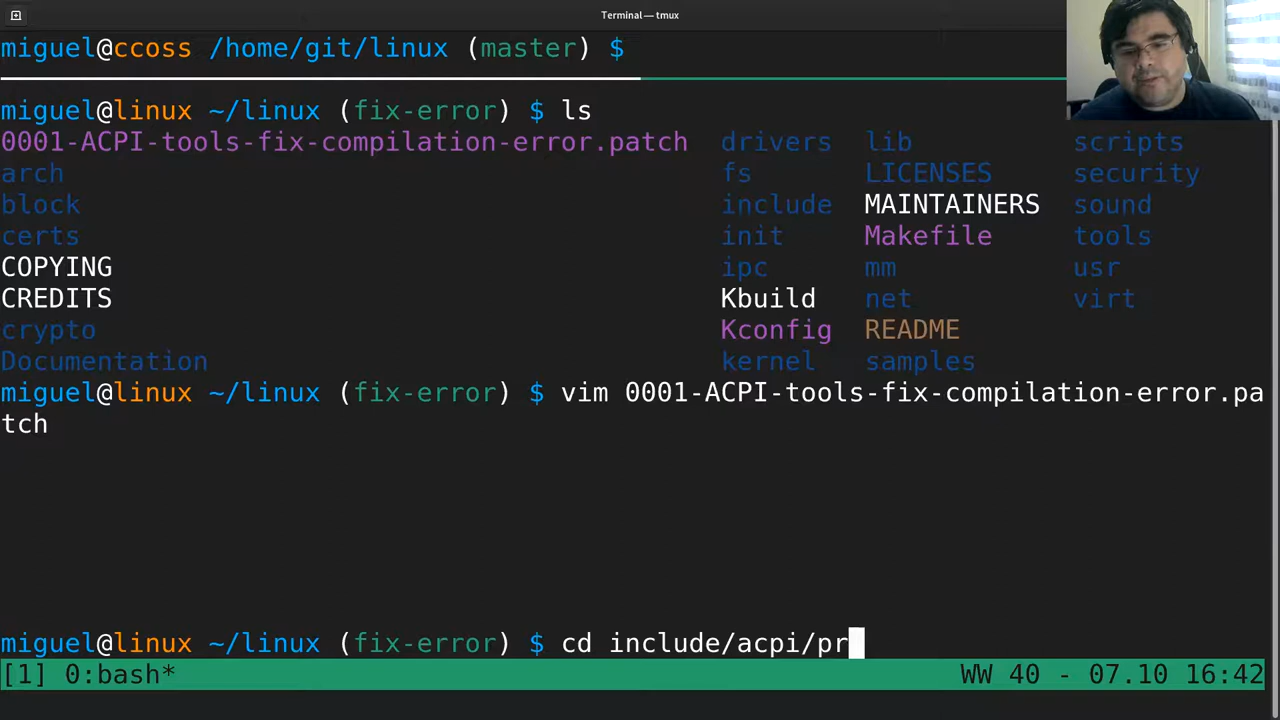 Terminal — tmux
miguel@ccoss /home/git/linux (master) $
miguel@linux ~/linux (fix-error) $ ls
0001-ACPI-tools-fix-compilation-error.patch drivers lib scripts
arch fs LICENSES security
block include MAINTAINERS sound
certs init Makefile tools
COPYING ipc mm usr
CREDITS Kbuild net virt
crypto Kconfig README
Documentation kernel samples
miguel@linux ~/linux (fix-error) $ vim 0001-ACPI-tools-fix-compilation-error.pa
tch
miguel@linux ~/linux (fix-error) $ cd include/acpi/pr
[1] 0:bash* WW 40 - 07.10 16:42